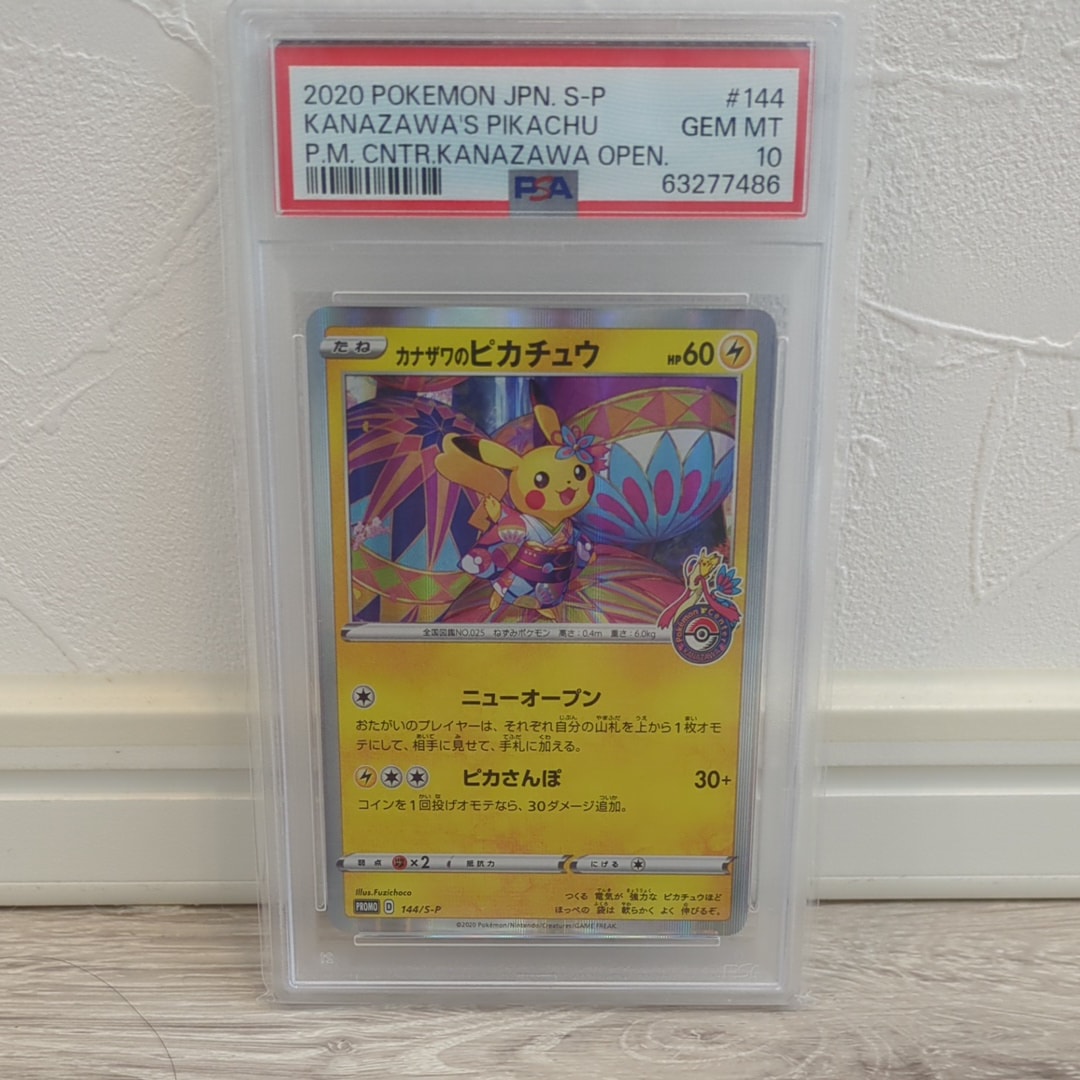 2020 POKEMON JPN. S-P #144
KANAZAWA'S PIKACHU GEM MT
P.M. CNTR.KANAZAWA OPEN. 10
PSA 63277486
たね カナザワのピカチュウ HP60
全国図鑑NO.025 ねずみポケモン 高さ:0.4m 重さ:6.0kg
Pokémon Center
ニューオープン
おたがいのプレイヤーは、それぞれ自分の山札を上から1枚オモ
テにして、相手に見せて、手札に加える。
ピカさんぽ 30+
コインを1回投げオモテなら、30ダメージ追加。
弱点 ×2 抵抗力 にげる
Illus.Fuzichoco
PROMO D 144/S-P
つくる 電気が 強力な ピカチュウほど
ほっぺの 袋は 軟らかく よく 伸びるぞ。
©2020 Pokémon/Nintendo/Creatures/GAME FREAK.